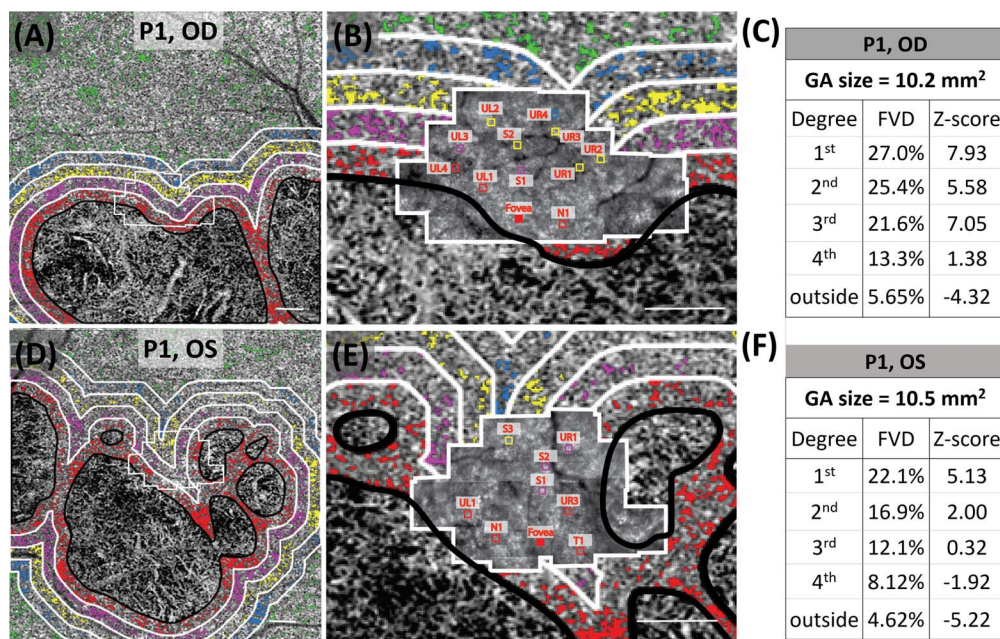 (A)
P1, OD
(B)
UL2
UR4
S2
UL3
UR3
UR2
UL4
UL1
S1
UR1
Fovea
N1
(C)
P1, OD
GA size = 10.2 mm²
Degree FVD Z-score
1st 27.0% 7.93
2nd 25.4% 5.58
3rd 21.6% 7.05
4th 13.3% 1.38
outside 5.65% -4.32
(D)
P1, OS
(E)
S3
UR1
S2
S1
UL1
UR3
N1
Fovea
T1
(F)
P1, OS
GA size = 10.5 mm²
Degree FVD Z-score
1st 22.1% 5.13
2nd 16.9% 2.00
3rd 12.1% 0.32
4th 8.12% -1.92
outside 4.62% -5.22